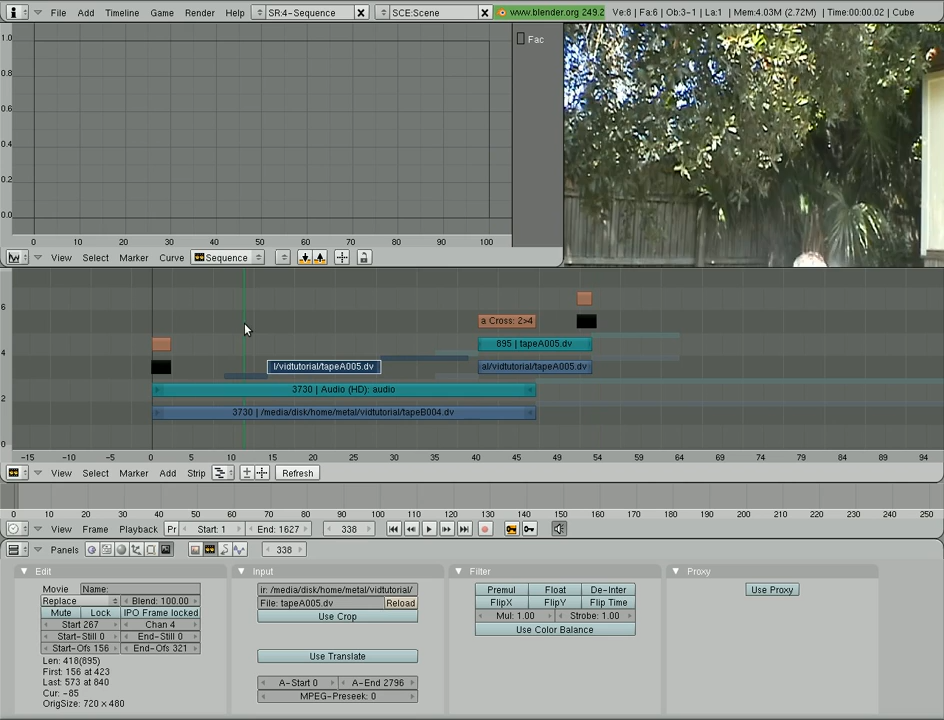 File Add Timeline Game Render Help SR:4-Sequence SCE:Scene www.blender.org 249.2 Ve:8 | Fa:6 | Ob:3-1 | La:1 | Mem:4.03M (2.72M) | Time:00:00.02 | Cube
1.0
0.8
0.6
0.4
0.2
0.0
Fac
0 10 20 30 40 50 60 70 80 90 100
View Select Marker Curve Sequence
6
a Cross: 2>4
895 | tapeA005.dv
4
l/vidtutorial/tapeA005.dv al/vidtutorial/tapeA005.dv
3730 | Audio (HD): audio
2
3730 | /media/disk/home/metal/vidtutorial/tapeB004.dv
0
-15 -10 -5 0 5 10 15 20 25 30 35 40 45 49 54 59 64 69 74 79 84 89 94
View Select Marker Add Strip Refresh
0 10 20 30 40 50 60 70 80 90 100 110 120 130 140 150 160 170 180 190 200 210 220 230 240 250
View Frame Playback Pr Start: 1 End: 1627 338
Panels 338
Edit Input Filter Proxy
Movie Name:
Replace Blend: 100.00
Mute Lock IPO Frame locked
Start 267 Chan 4
Start-Still 0 End-Still 0
Start-Ofs 156 End-Ofs 321
Len: 418(895)
First: 156 at 423
Last: 573 at 840
Cur: -85
OrigSize: 720 x 480
ir: /media/disk/home/metal/vidtutorial/
File: tapeA005.dv Reload
Use Crop
Use Translate
A-Start 0 A-End 2796
MPEG-Preseek: 0
Premul Float De-Inter
FlipX FlipY Flip Time
Mul: 1.00 Strobe: 1.00
Use Color Balance
Use Proxy